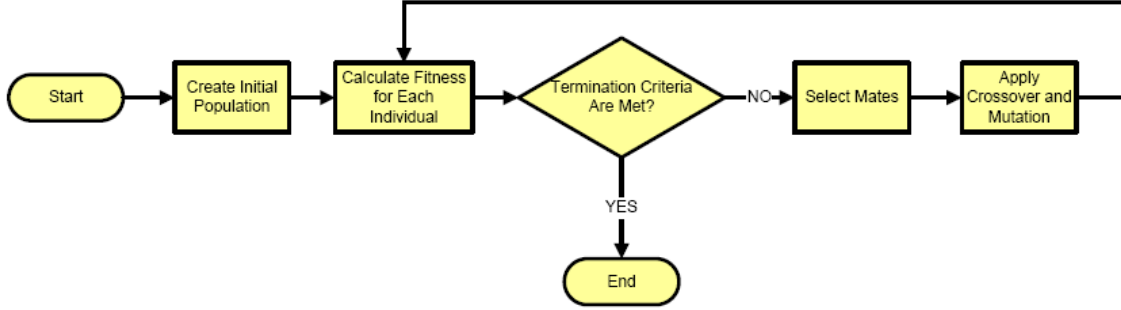 Start
Create Initial
Population
Calculate Fitness
for Each
Individual
Termination Criteria
Are Met?
NO
Select Mates
Apply
Crossover and
Mutation
YES
End